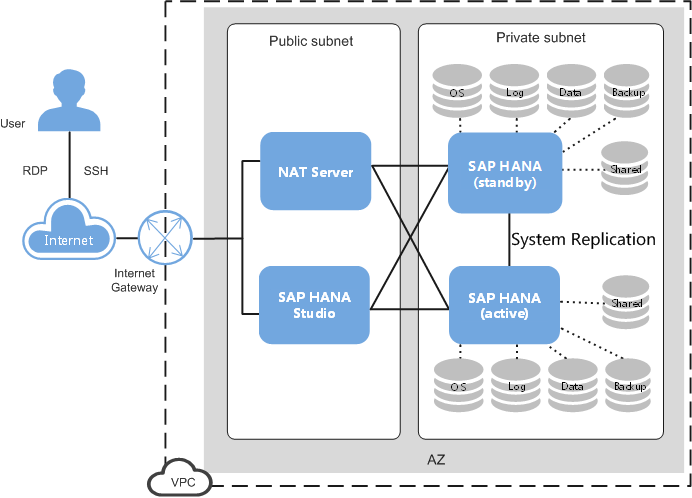 Public subnet
Private subnet
OS
Log
Data
Backup
User
RDP
SSH
NAT Server
SAP HANA
(standby)
Shared
Internet
Internet
Gateway
System Replication
SAP HANA
Studio
SAP HANA
(active)
Shared
OS
Log
Data
Backup
AZ
VPC